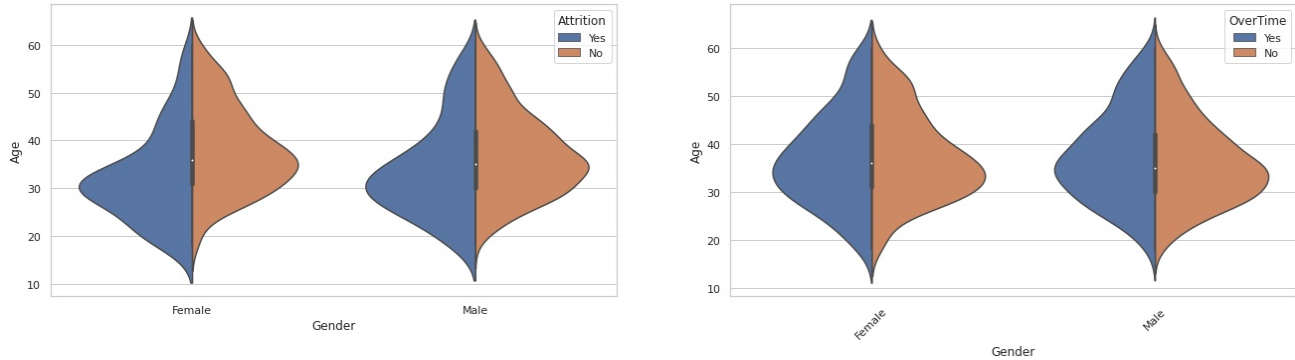 Attrition
Yes
No
60
50
40
30
20
10
Age
Female
Male
Gender
OverTime
Yes
No
60
50
40
30
20
10
Age
Female
Male
Gender